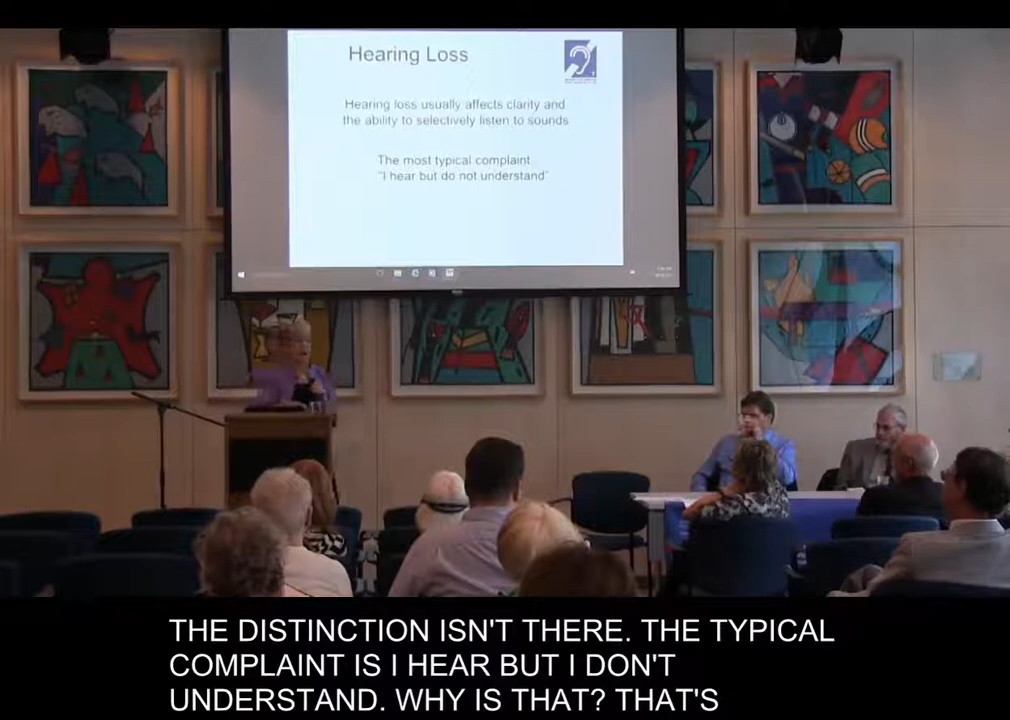 Hearing Loss
Hearing loss usually affects clarity and
the ability to selectively listen to sounds
The most typical complaint
"I hear but do not understand"
THE DISTINCTION ISN'T THERE. THE TYPICAL
COMPLAINT IS I HEAR BUT I DON'T
UNDERSTAND. WHY IS THAT? THAT'S